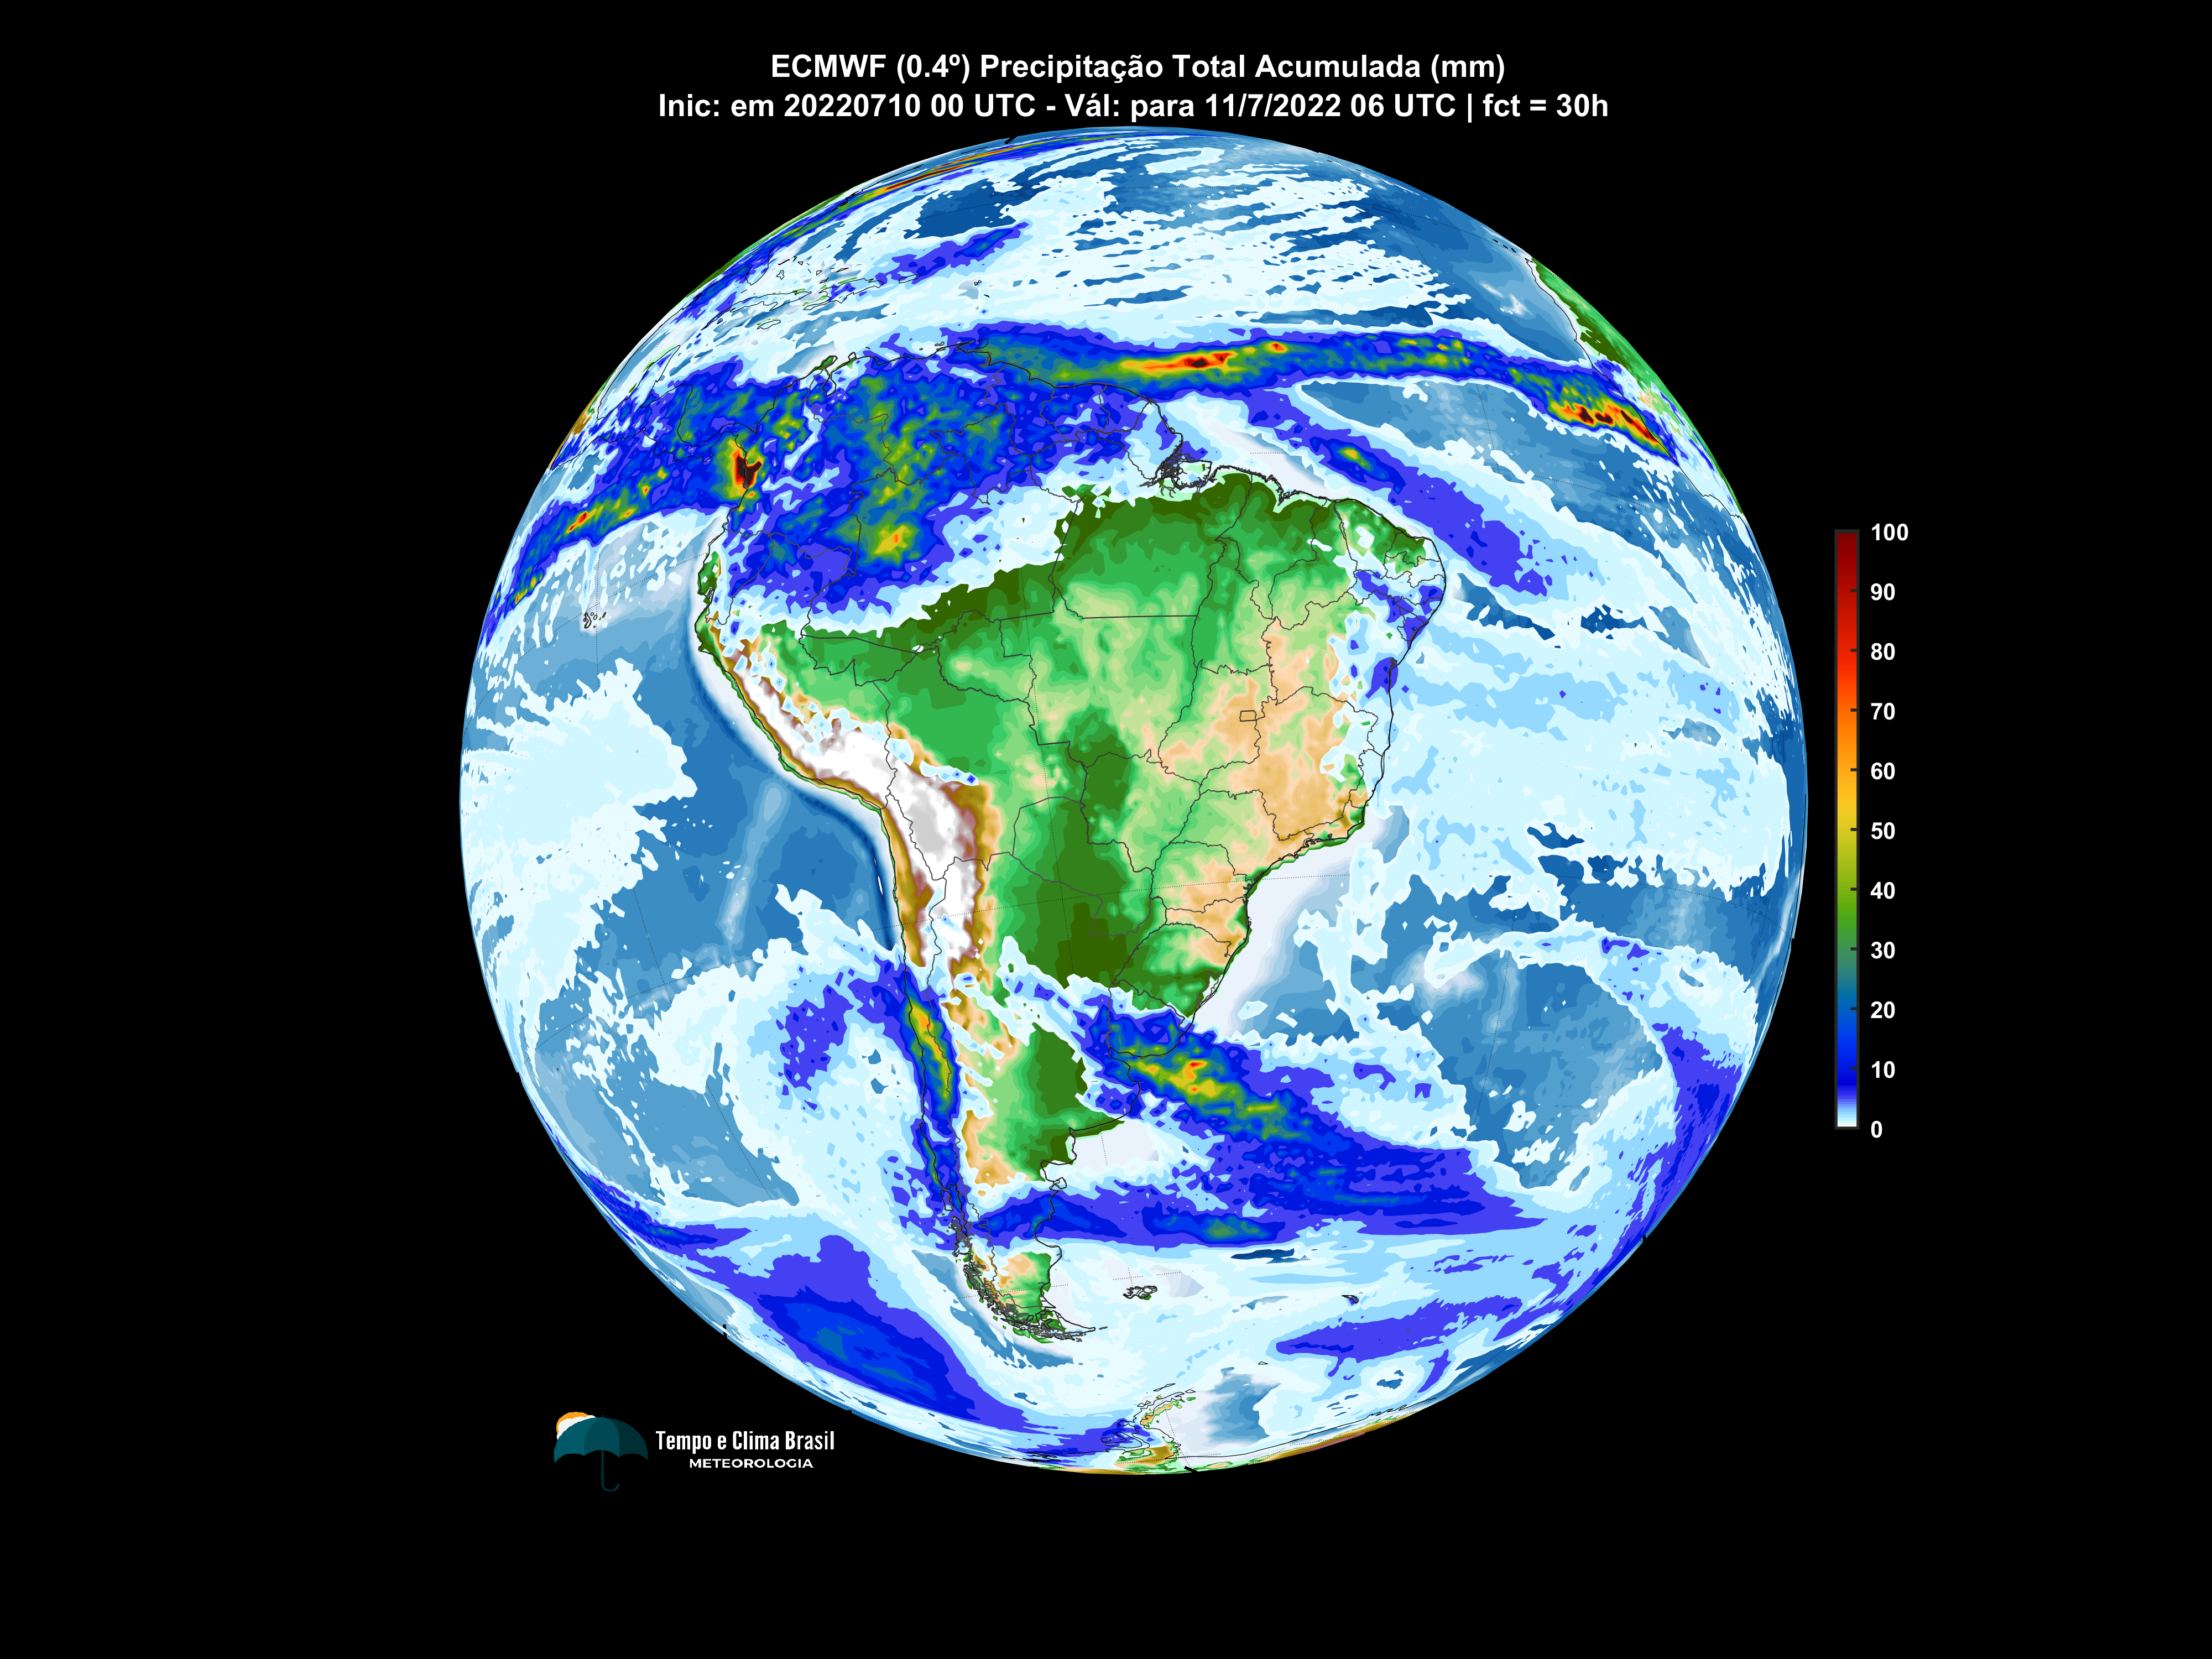 ECMWF (0.4º) Precipitação Total Acumulada (mm)
Inic: em 20220710 00 UTC - Vál: para 11/7/2022 06 UTC | fct = 30h
100
90
80
70
60
50
40
30
20
10
0
Tempo e Clima Brasil
METEOROLOGIA